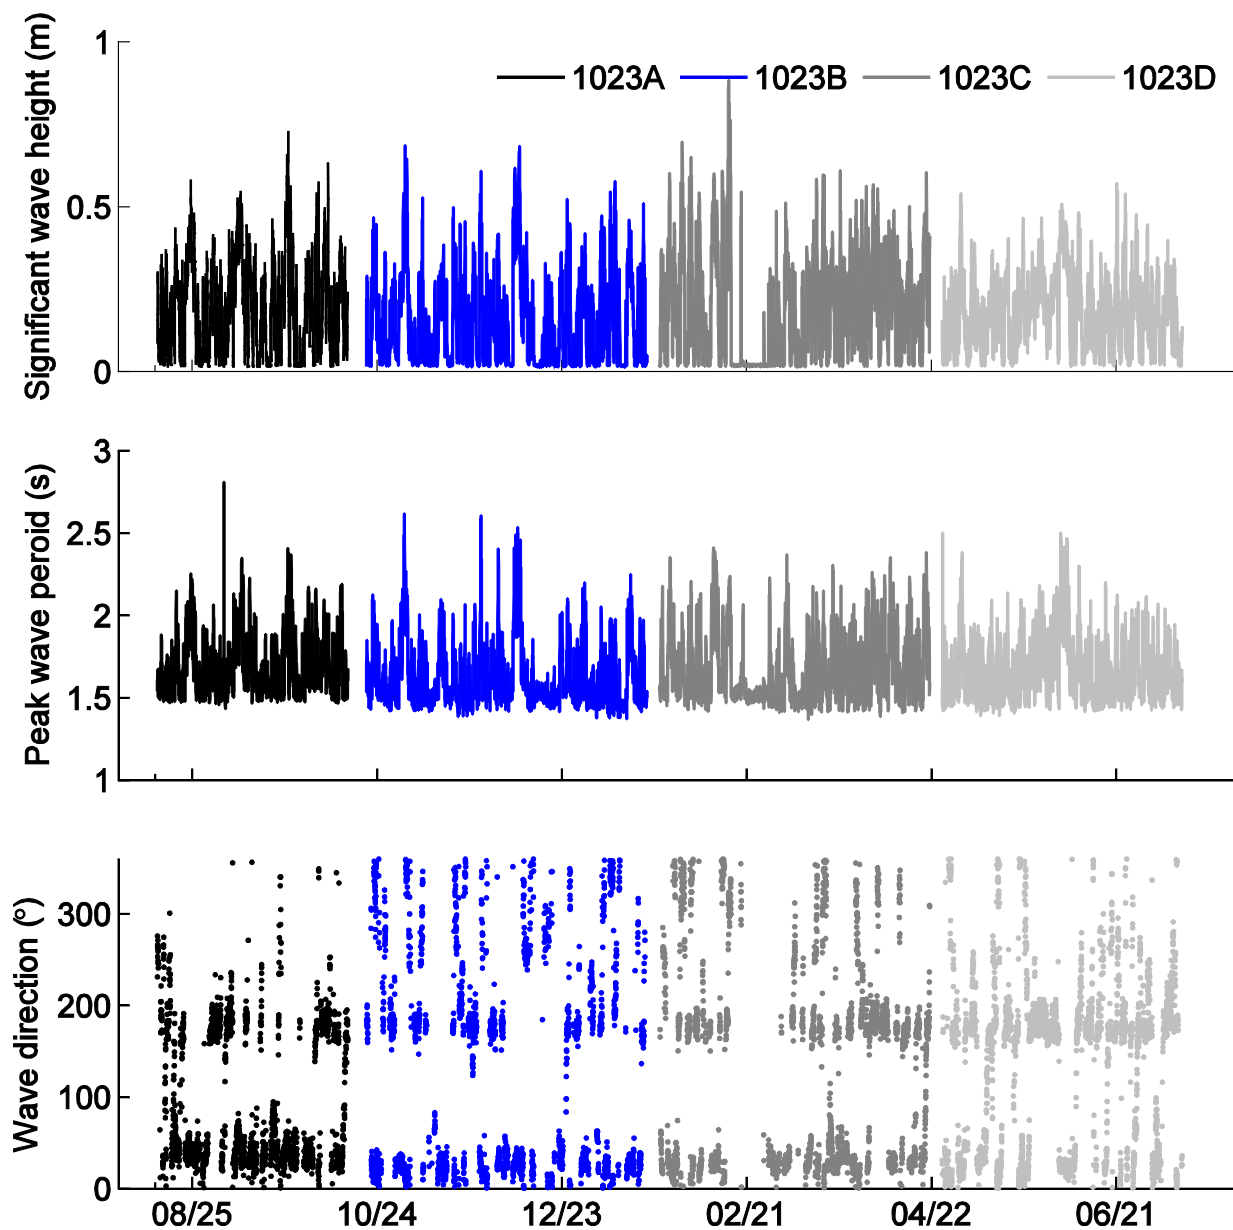 Significant wave height (m)
1
0.5
0
1023A 1023B 1023C 1023D
Peak wave peroid (s)
3
2.5
2
1.5
1
Wave direction (°)
300
200
100
0
08/25 10/24 12/23 02/21 04/22 06/21